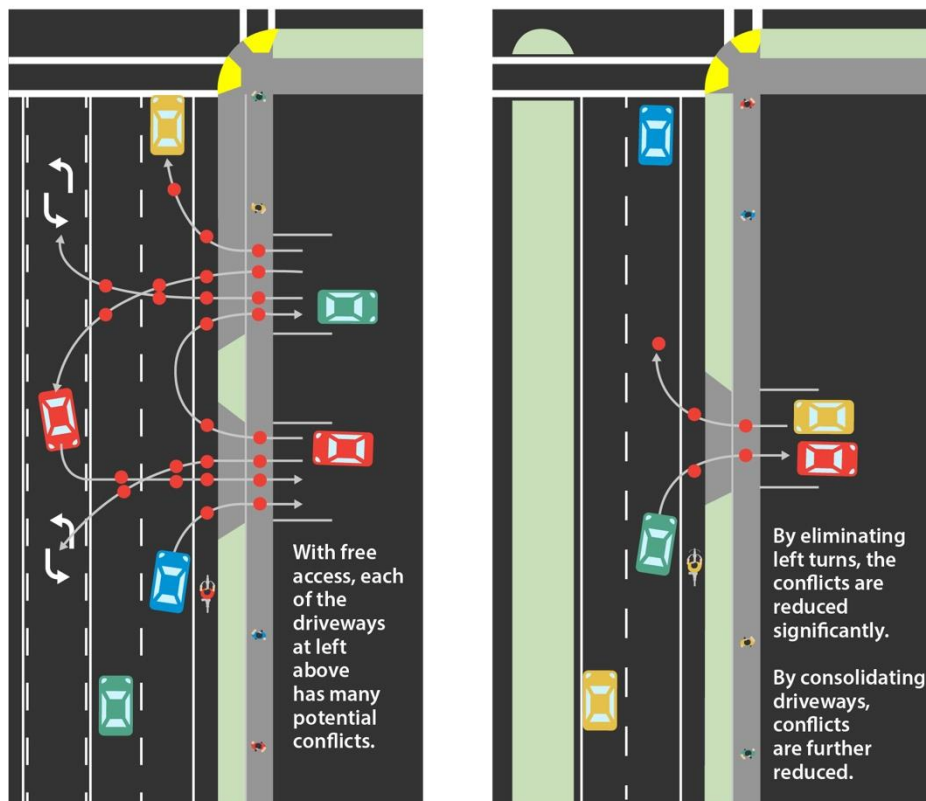 With free
access, each
of the
driveways
at left
above
has many
potential
conflicts.
By eliminating
left turns, the
conflicts are
reduced
significantly.
By consolidating
driveways,
conflicts
are further
reduced.